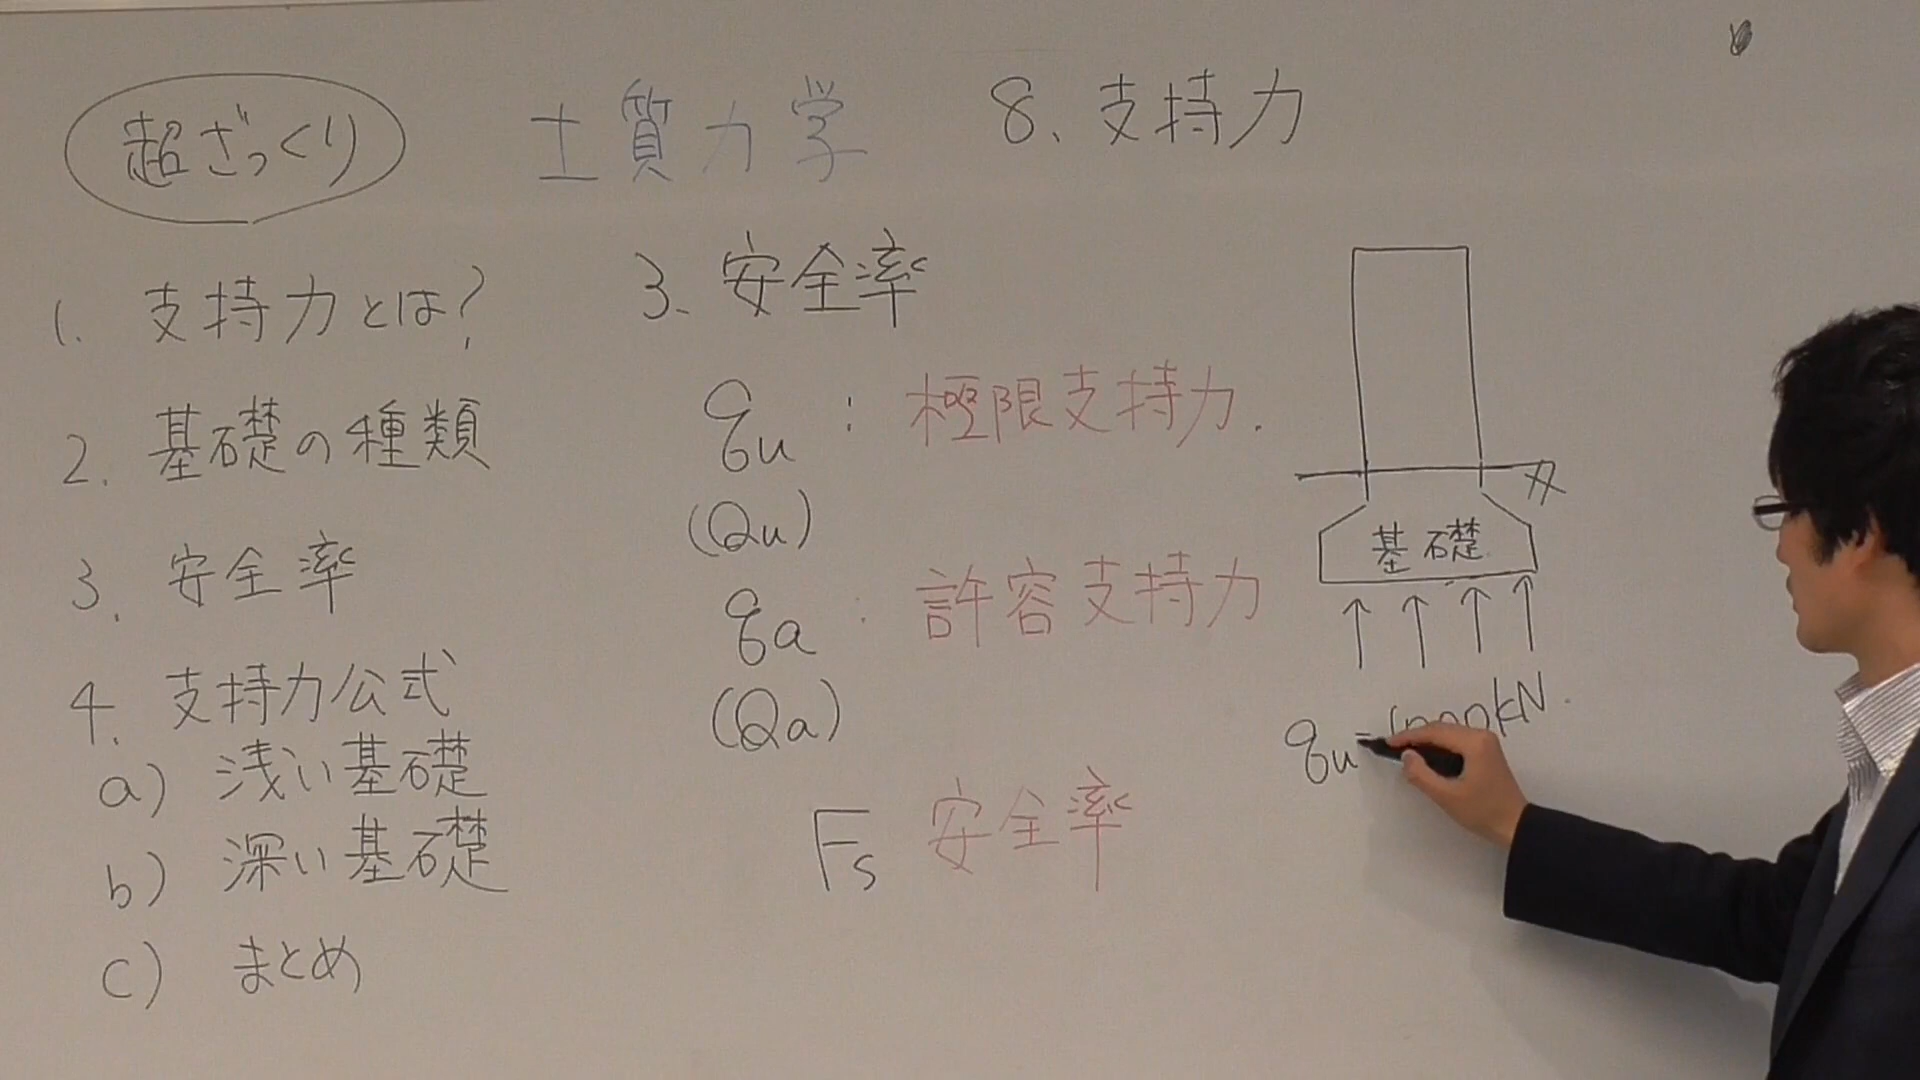 超ざっくり
土質力学
8、支持力
1. 支持力とは?
2. 基礎の種類
3. 安全率
4. 支持力公式
a) 浅い基礎
b) 深い基礎
c) まとめ
3、安全率
qu : 極限支持力.
(Qu)
qa : 許容支持力
(Qa)
Fs 安全率
基礎
qu= kN.